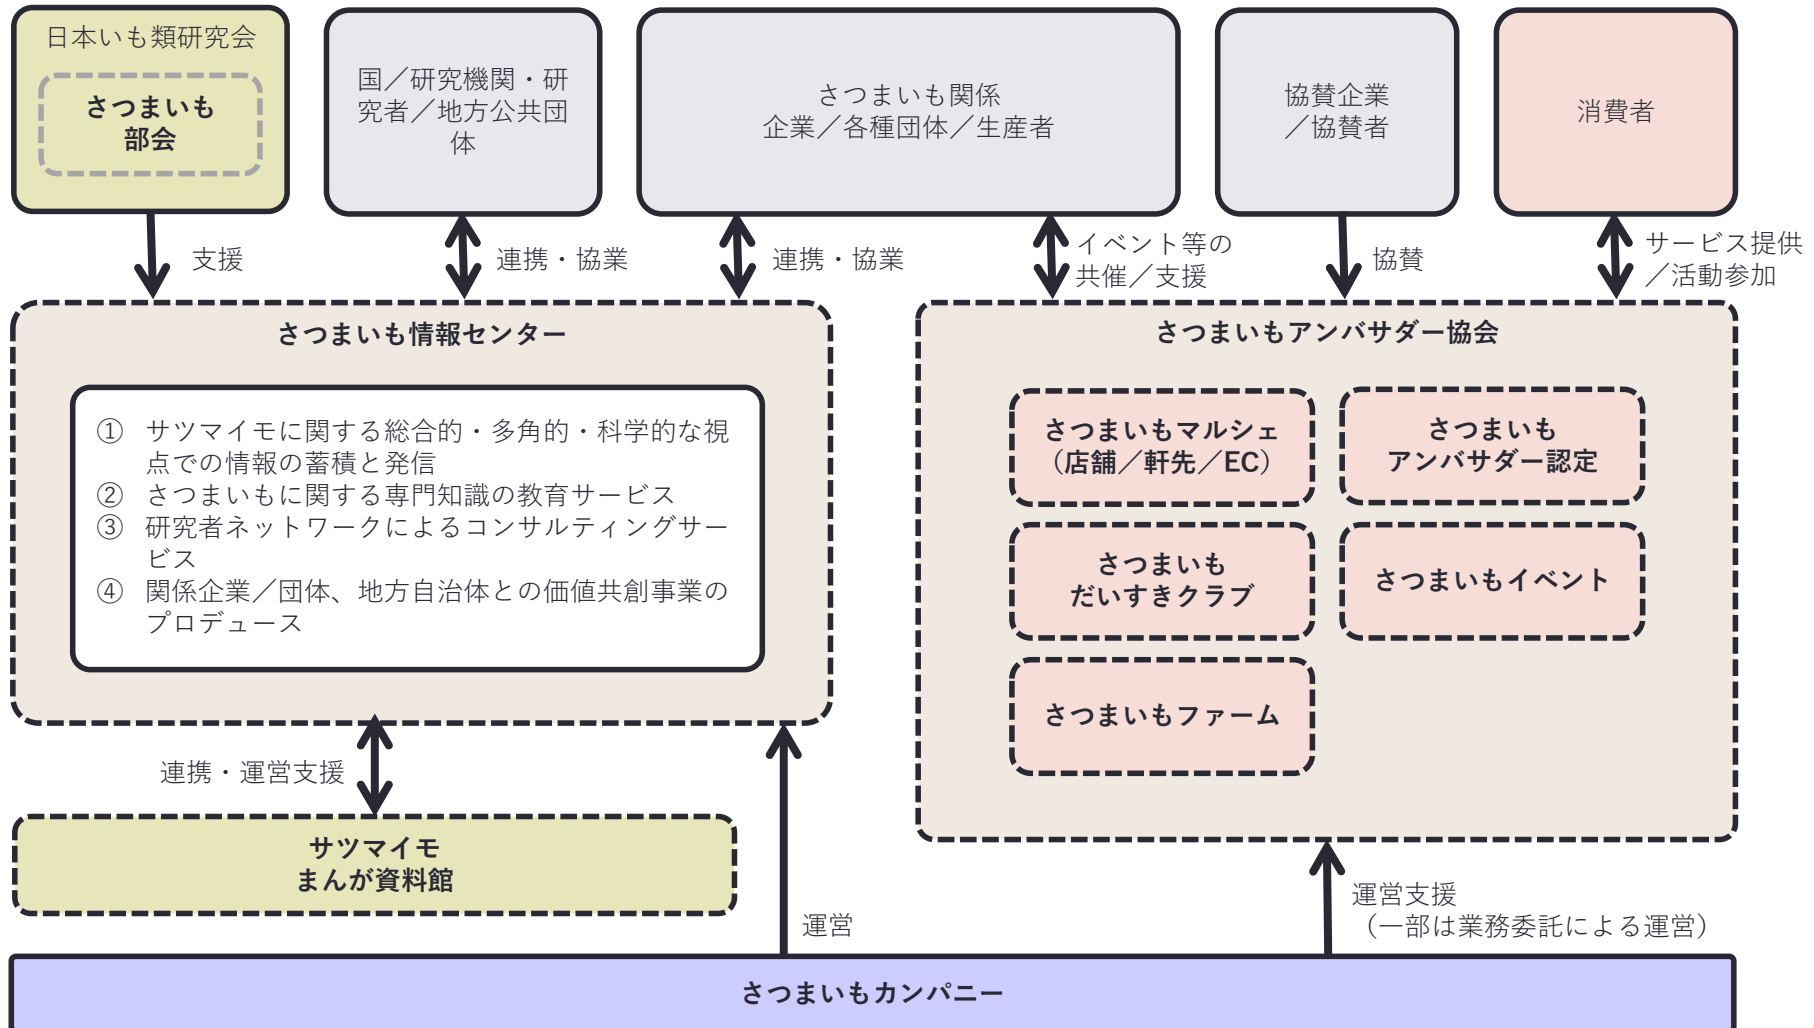 日本いも類研究会
さつまいも
部会
国／研究機関・研
究者／地方公共団
体
さつまいも関係
企業／各種団体／生産者
協賛企業
／協賛者
消費者
支援
連携・協業
連携・協業
イベント等の
共催／支援
協賛
サービス提供
／活動参加
さつまいも情報センター
① サツマイモに関する総合的・多角的・科学的な視
点での情報の蓄積と発信
② さつまいもに関する専門知識の教育サービス
③ 研究者ネットワークによるコンサルティングサー
ビス
④ 関係企業／団体、地方自治体との価値共創事業の
プロデュース
さつまいもアンバサダー協会
さつまいもマルシェ
（店舗／軒先／EC）
さつまいも
アンバサダー認定
さつまいも
だいすきクラブ
さつまいもイベント
さつまいもファーム
連携・運営支援
サツマイモ
まんが資料館
運営
運営支援
（一部は業務委託による運営）
さつまいもカンパニー